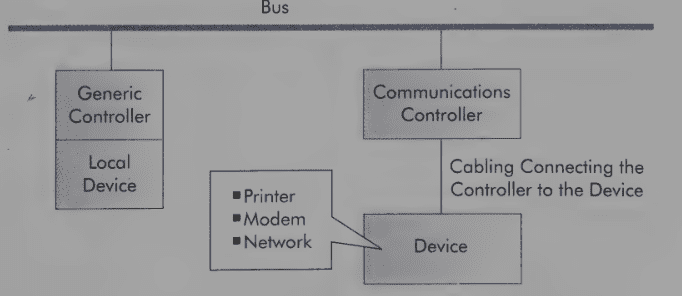 Bus
Generic
Controller
Local
Device
Communications
Controller
Cabling Connecting the
Controller to the Device
■ Printer
■ Modem
■ Network
Device